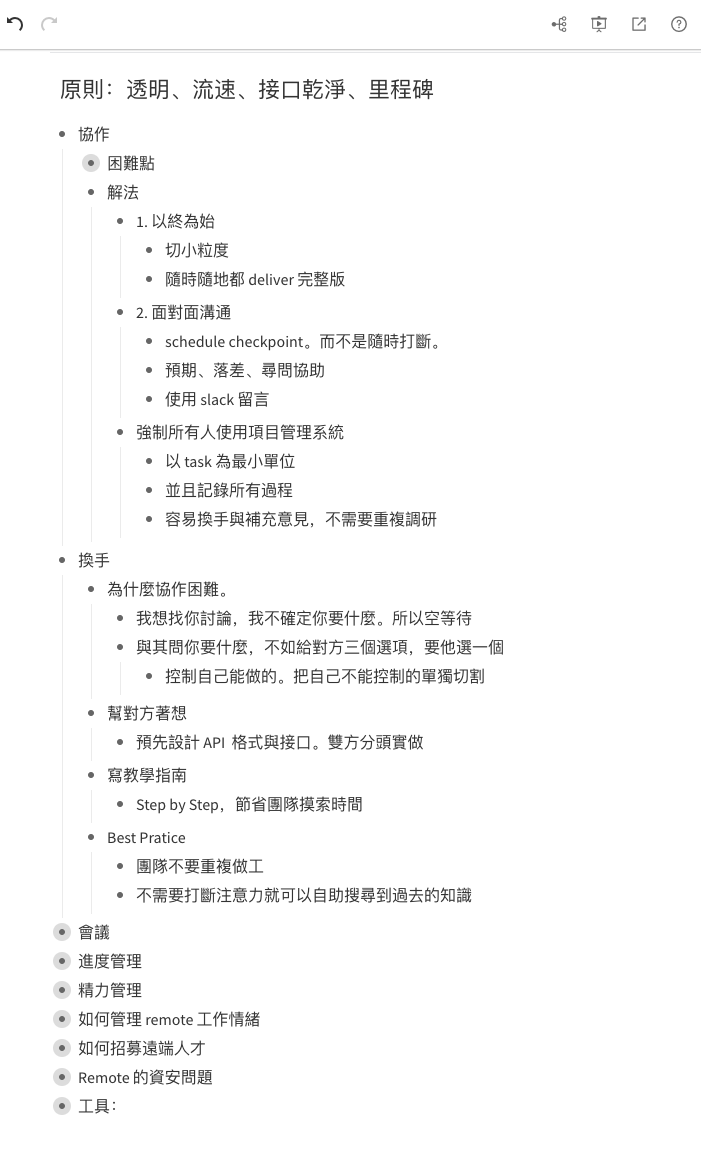 原則：透明、流速、接口乾淨、里程碑
協作
困難點
解法
1. 以終為始
切小粒度
隨時隨地都 deliver 完整版
2. 面對面溝通
schedule checkpoint。而不是隨時打斷。
預期、落差、尋問協助
使用 slack 留言
強制所有人使用項目管理系統
以 task 為最小單位
並且記錄所有過程
容易換手與補充意見，不需要重複調研
換手
為什麼協作困難。
我想找你討論，我不確定你要什麼。所以空等待
與其問你要什麼，不如給對方三個選項，要他選一個
控制自己能做的。把自己不能控制的單獨切割
幫對方著想
預先設計 API 格式與接口。雙方分頭實做
寫教學指南
Step by Step，節省團隊摸索時間
Best Pratice
團隊不要重複做工
不需要打斷注意力就可以自助搜尋到過去的知識
會議
進度管理
精力管理
如何管理 remote 工作情緒
如何招募遠端人才
Remote 的資安問題
工具：